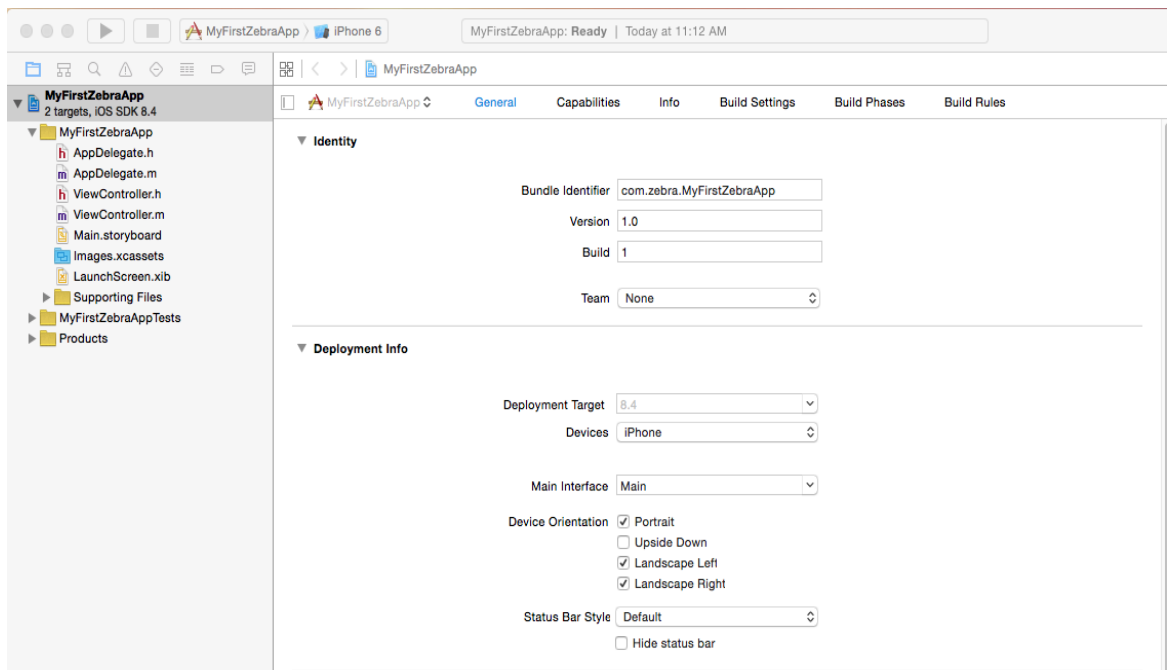 MyFirstZebraApp iPhone 6 MyFirstZebraApp: Ready | Today at 11:12 AM
MyFirstZebraApp
MyFirstZebraApp
2 targets, iOS SDK 8.4
MyFirstZebraApp
AppDelegate.h
AppDelegate.m
ViewController.h
ViewController.m
Main.storyboard
Images.xcassets
LaunchScreen.xib
Supporting Files
MyFirstZebraAppTests
Products
MyFirstZebraApp General Capabilities Info Build Settings Build Phases Build Rules
Identity
Bundle Identifier com.zebra.MyFirstZebraApp
Version 1.0
Build 1
Team None
Deployment Info
Deployment Target 8.4
Devices iPhone
Main Interface Main
Device Orientation Portrait
Upside Down
Landscape Left
Landscape Right
Status Bar Style Default
Hide status bar